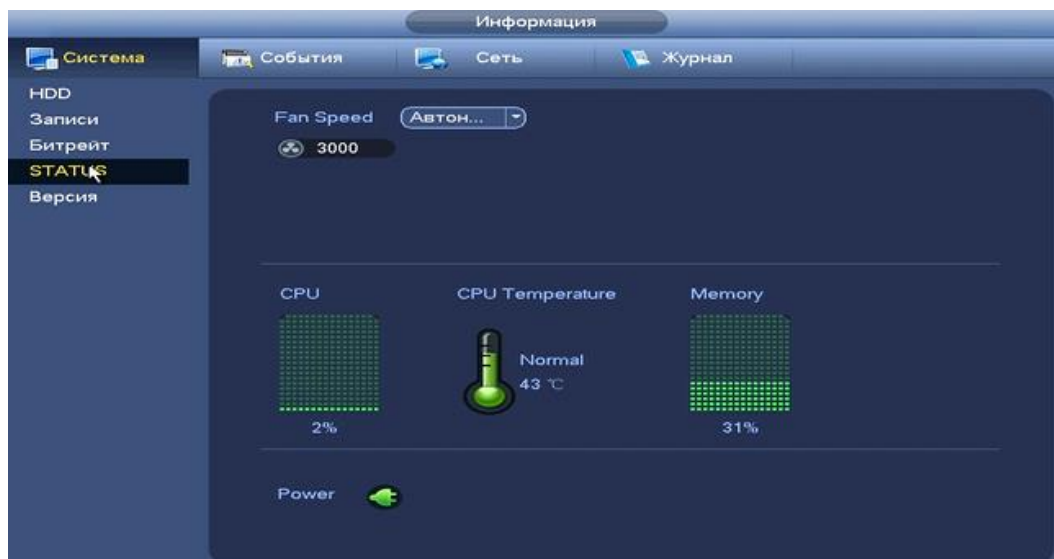 Информация
Система События Сеть Журнал
HDD
Записи
Битрейт
STATUS
Версия
Fan Speed Автон...
3000
CPU CPU Temperature Memory
Normal
43 °C
2% 31%
Power